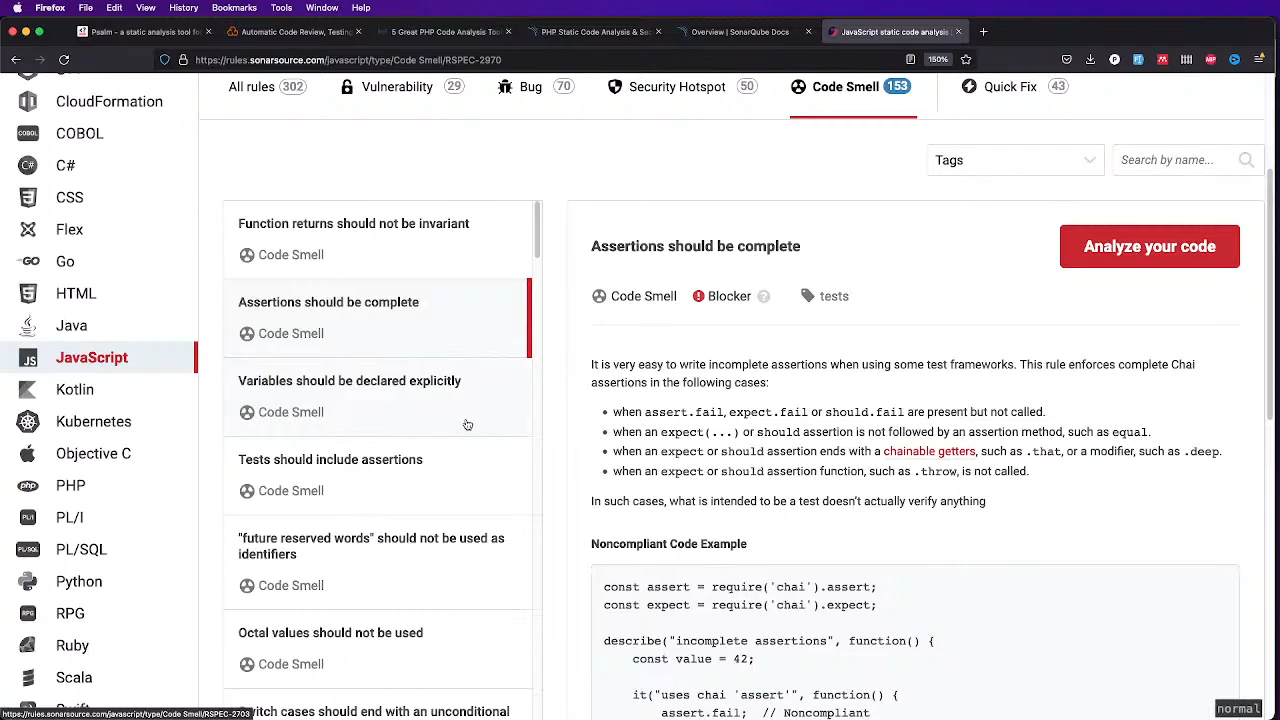 Firefox File Edit View History Bookmarks Tools Window Help
Psalm - a static analysis tool fo
Automatic Code Review, Testing
5 Great PHP Code Analysis Tool
PHP Static Code Analysis & Sec
Overview | SonarQube Docs
JavaScript static code analysis
https://rules.sonarsource.com/javascript/type/Code Smell/RSPEC-2970
150%
CloudFormation
COBOL
C#
CSS
Flex
Go
HTML
Java
JavaScript
Kotlin
Kubernetes
Objective C
PHP
PL/I
PL/SQL
Python
RPG
Ruby
Scala
All rules 302
Vulnerability 29
Bug 70
Security Hotspot 50
Code Smell 153
Quick Fix 43
Tags
Search by name...
Function returns should not be invariant
Code Smell
Assertions should be complete
Code Smell
Variables should be declared explicitly
Code Smell
Tests should include assertions
Code Smell
"future reserved words" should not be used as
identifiers
Code Smell
Octal values should not be used
Code Smell
witch cases should end with an unconditional
Assertions should be complete
Analyze your code
Code Smell
Blocker
tests
It is very easy to write incomplete assertions when using some test frameworks. This rule enforces complete Chai
assertions in the following cases:
• when assert.fail, expect.fail or should.fail are present but not called.
• when an expect(...) or should assertion is not followed by an assertion method, such as equal.
• when an expect or should assertion ends with a chainable getters, such as .that, or a modifier, such as .deep.
• when an expect or should assertion function, such as .throw, is not called.
In such cases, what is intended to be a test doesn't actually verify anything
Noncompliant Code Example
const assert = require('chai').assert;
const expect = require('chai').expect;
describe("incomplete assertions", function() {
const value = 42;
it("uses chai 'assert'", function() {
assert.fail; // Noncompliant
https://rules.sonarsource.com/javascript/type/Code Smell/RSPEC-2703
normal